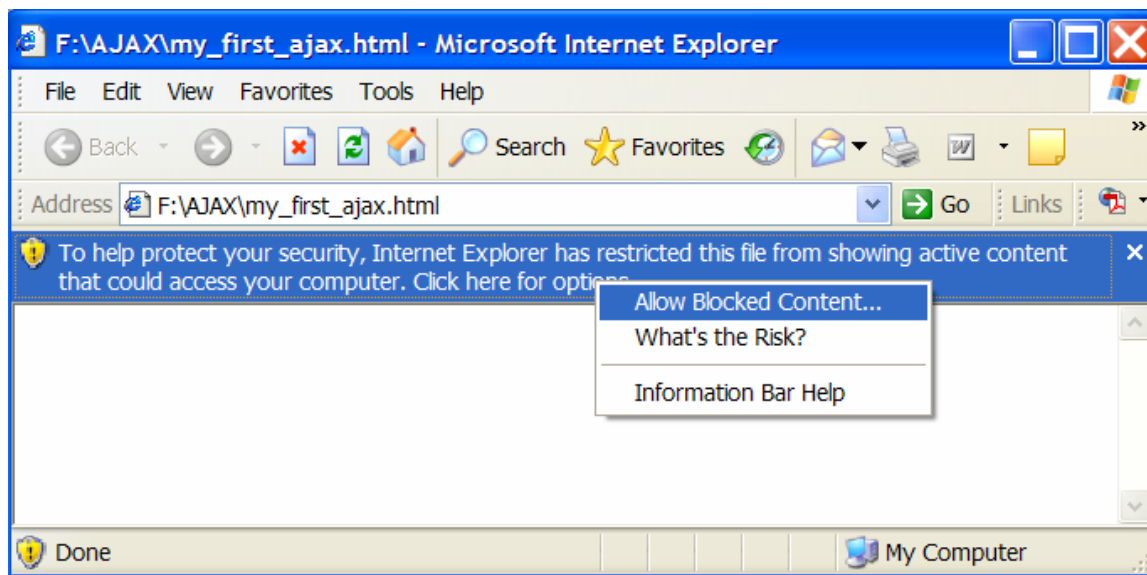 F:\AJAX\my_first_ajax.html - Microsoft Internet Explorer
File Edit View Favorites Tools Help
Back Search Favorites
Address F:\AJAX\my_first_ajax.html Go Links
To help protect your security, Internet Explorer has restricted this file from showing active content
that could access your computer. Click here for options
Allow Blocked Content...
What's the Risk?
Information Bar Help
Done My Computer